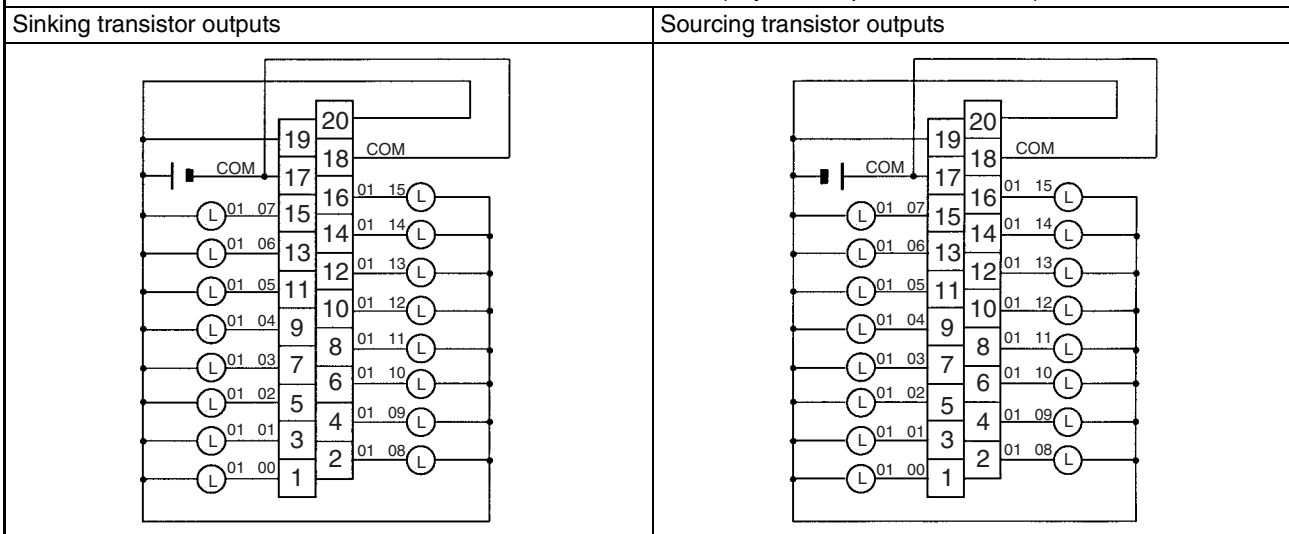 Sinking transistor outputs
Sourcing transistor outputs
20
19
COM
18
COM
17
01 15 L
16
L 01 07
15
01 14 L
14
L 01 06
13
01 13 L
12
L 01 05
11
01 12 L
10
L 01 04
9
01 11 L
8
L 01 03
7
01 10 L
6
L 01 02
5
01 09 L
4
L 01 01
3
01 08 L
2
L 01 00
1
20
19
COM
18
COM
17
01 15 L
16
L 01 07
15
01 14 L
14
L 01 06
13
01 13 L
12
L 01 05
11
01 12 L
10
L 01 04
9
01 11 L
8
L 01 03
7
01 10 L
6
L 01 02
5
01 09 L
4
L 01 01
3
01 08 L
2
L 01 00
1